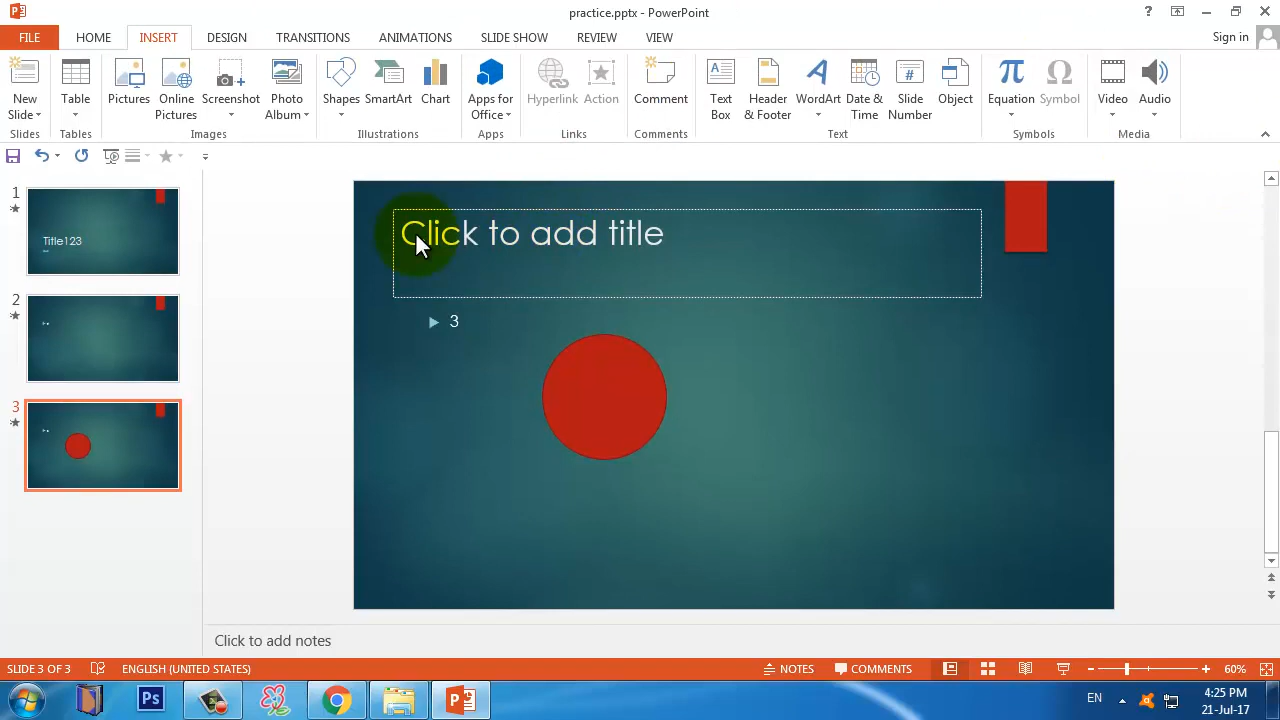 practice.pptx - PowerPoint
?
FILE HOME INSERT DESIGN TRANSITIONS ANIMATIONS SLIDE SHOW REVIEW VIEW
Sign in
New Slide
Table
Pictures
Online Pictures
Screenshot
Photo Album
Shapes
SmartArt
Chart
Apps for Office
Hyperlink
Action
Comment
Text Box
Header & Footer
WordArt
Date & Time
Slide Number
Object
Equation
Symbol
Video
Audio
Slides Tables Images Illustrations Apps Links Comments Text Symbols Media
1
Title123
2
3
Click to add title
3
Click to add notes
SLIDE 3 OF 3 ENGLISH (UNITED STATES) NOTES COMMENTS 60%
Ps
EN
4:25 PM
21-Jul-17